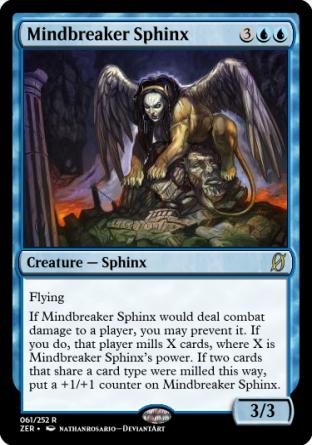 Mindbreaker Sphinx 3
Creature — Sphinx
Flying
If Mindbreaker Sphinx would deal combat
damage to a player, you may prevent it. If
you do, that player mills X cards, where X is
Mindbreaker Sphinx's power. If two cards
that share a card type were milled this way,
put a +1/+1 counter on Mindbreaker Sphinx.
3/3
061/252 R
ZER • NATHANROSARIO—DEVIANTART